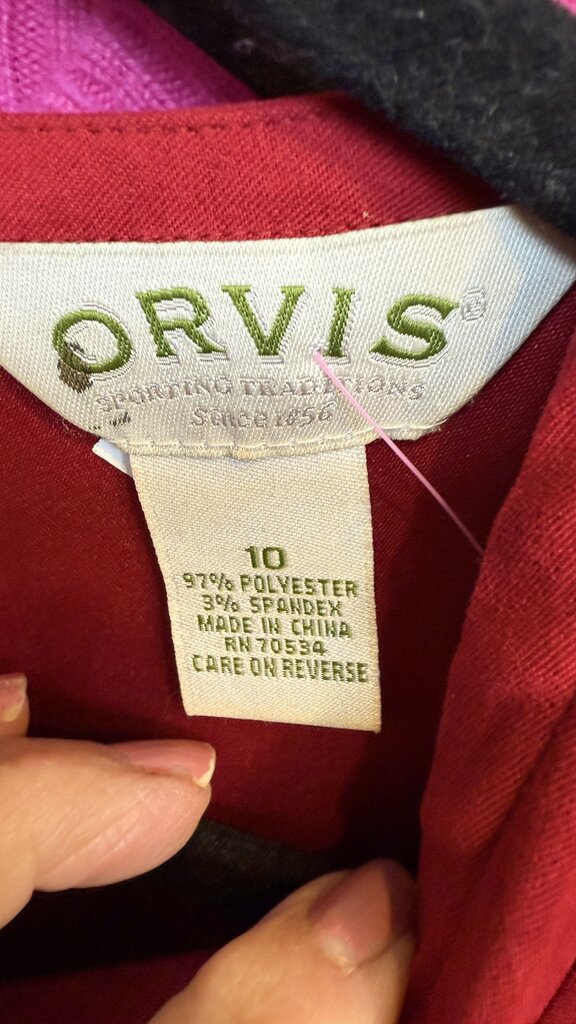 ORVIS®
SPORTING TRADITIONS
Since 1856
10
97% POLYESTER
3% SPANDEX
MADE IN CHINA
RN 70534
CARE ON REVERSE